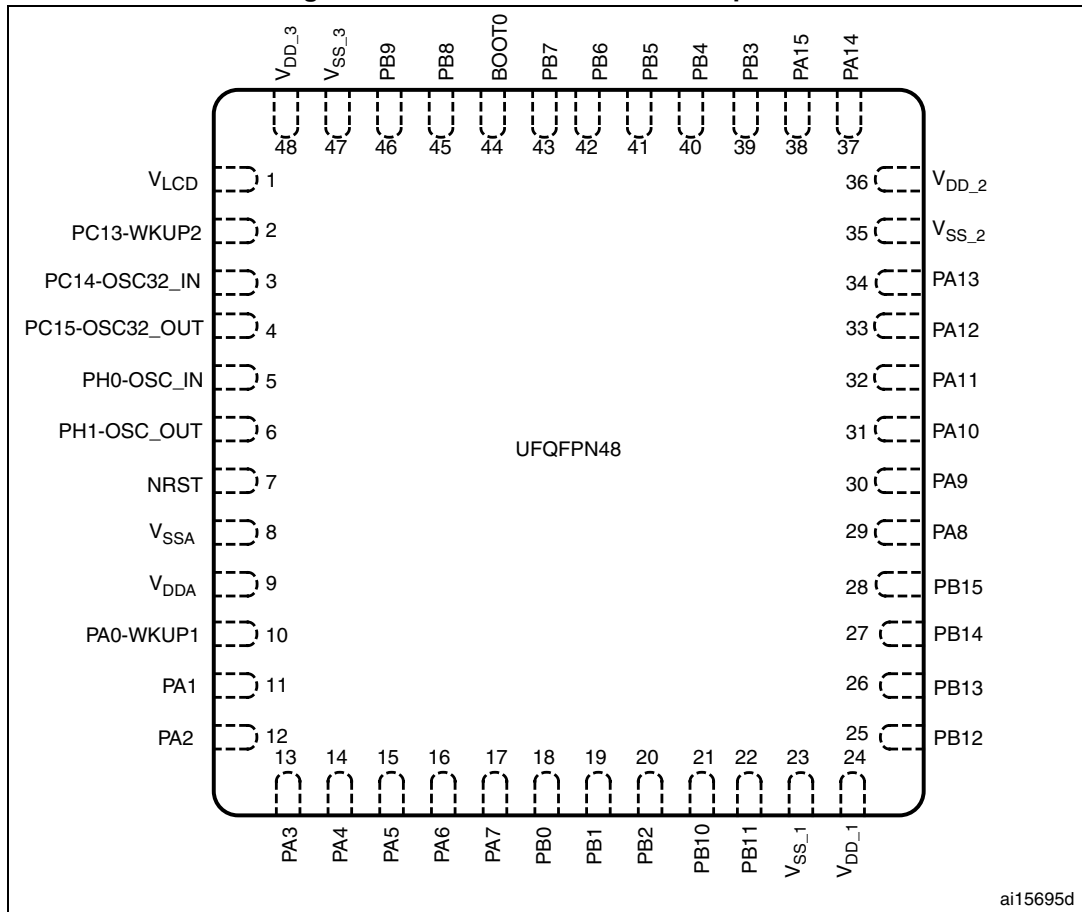 VDD_3
VSS_3
PB9
PB8
BOOT0
PB7
PB6
PB5
PB4
PB3
PA15
PA14
48 47 46 45 44 43 42 41 40 39 38 37
VLCD 1
PC13-WKUP2 2
PC14-OSC32_IN 3
PC15-OSC32_OUT 4
PH0-OSC_IN 5
PH1-OSC_OUT 6
NRST 7
VSSA 8
VDDA 9
PA0-WKUP1 10
PA1 11
PA2 12
UFQFPN48
36 VDD_2
35 VSS_2
34 PA13
33 PA12
32 PA11
31 PA10
30 PA9
29 PA8
28 PB15
27 PB14
26 PB13
25 PB12
13 14 15 16 17 18 19 20 21 22 23 24
PA3
PA4
PA5
PA6
PA7
PB0
PB1
PB2
PB10
PB11
VSS_1
VDD_1
ai15695d